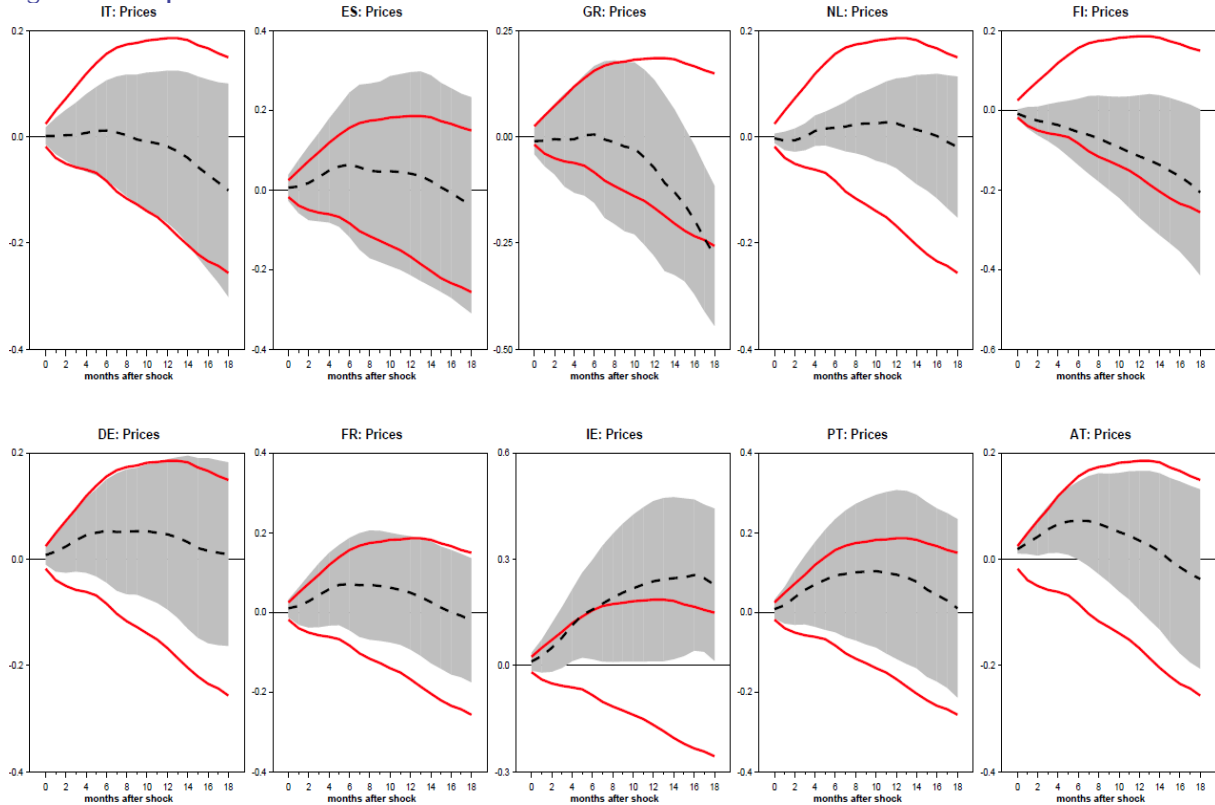 IT: Prices
ES: Prices
GR: Prices
NL: Prices
FI: Prices
0.2
0.0
-0.2
-0.4
0.4
0.2
0.0
-0.2
-0.4
0.25
0.00
-0.25
-0.50
0.2
0.0
-0.2
-0.4
0.2
0.0
-0.2
-0.4
-0.6
0 2 4 6 8 10 12 14 16 18
0 2 4 6 8 10 12 14 16 18
0 2 4 6 8 10 12 14 16 18
0 2 4 6 8 10 12 14 16 18
0 2 4 6 8 10 12 14 16 18
months after shock
months after shock
months after shock
months after shock
months after shock
DE: Prices
FR: Prices
IE: Prices
PT: Prices
AT: Prices
0.2
0.0
-0.2
-0.4
0.4
0.2
0.0
-0.2
-0.4
0.6
0.3
0.0
-0.3
0.4
0.2
0.0
-0.2
-0.4
0.2
0.0
-0.2
-0.4
0 2 4 6 8 10 12 14 16 18
0 2 4 6 8 10 12 14 16 18
0 2 4 6 8 10 12 14 16 18
0 2 4 6 8 10 12 14 16 18
0 2 4 6 8 10 12 14 16 18
months after shock
months after shock
months after shock
months after shock
months after shock